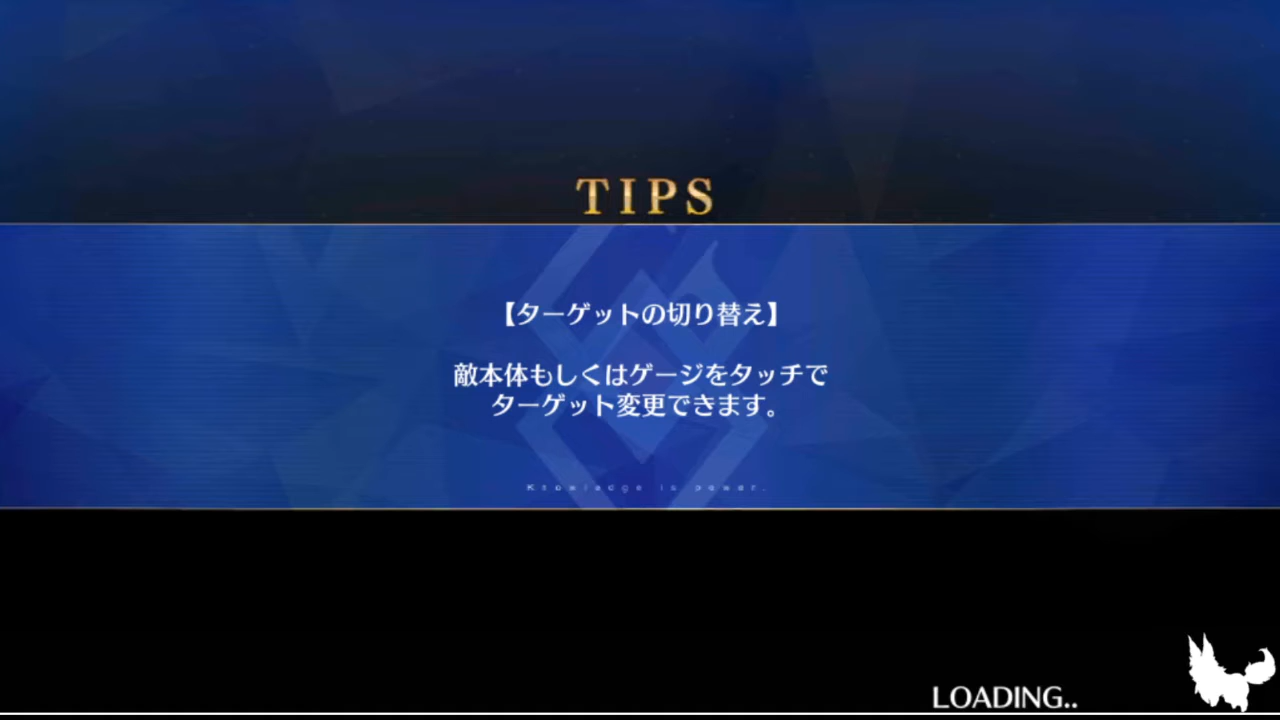 TIPS
【ターゲットの切り替え】
敵本体もしくはゲージをタッチで
ターゲット変更できます。
Knowledge is power.
LOADING..